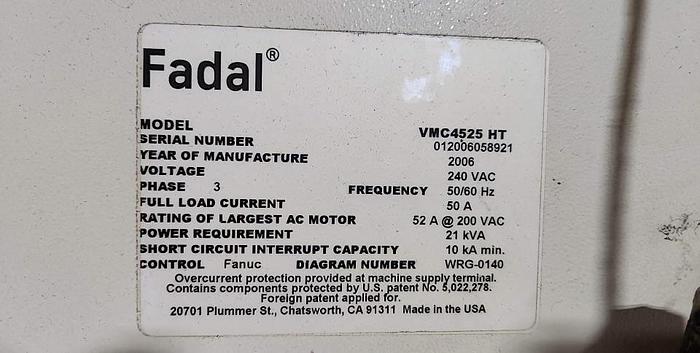 Fadal®
MODEL VMC4525 HT
SERIAL NUMBER 012006058921
YEAR OF MANUFACTURE 2006
VOLTAGE 240 VAC
PHASE 3 FREQUENCY 50/60 Hz
FULL LOAD CURRENT 50 A
RATING OF LARGEST AC MOTOR 52 A @ 200 VAC
POWER REQUIREMENT 21 kVA
SHORT CIRCUIT INTERRUPT CAPACITY 10 kA min.
CONTROL Fanuc DIAGRAM NUMBER WRG-0140
Overcurrent protection provided at machine supply terminal.
Contains components protected by U.S. patent No. 5,022,278.
Foreign patent applied for.
20701 Plummer St., Chatsworth, CA 91311 Made in the USA